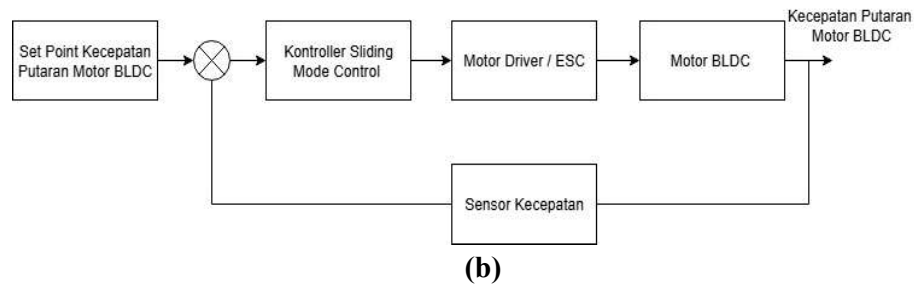 Set Point Kecepatan
Putaran Motor BLDC
Kontroller Sliding
Mode Control
Motor Driver / ESC
Motor BLDC
Kecepatan Putaran
Motor BLDC
Sensor Kecepatan
(b)